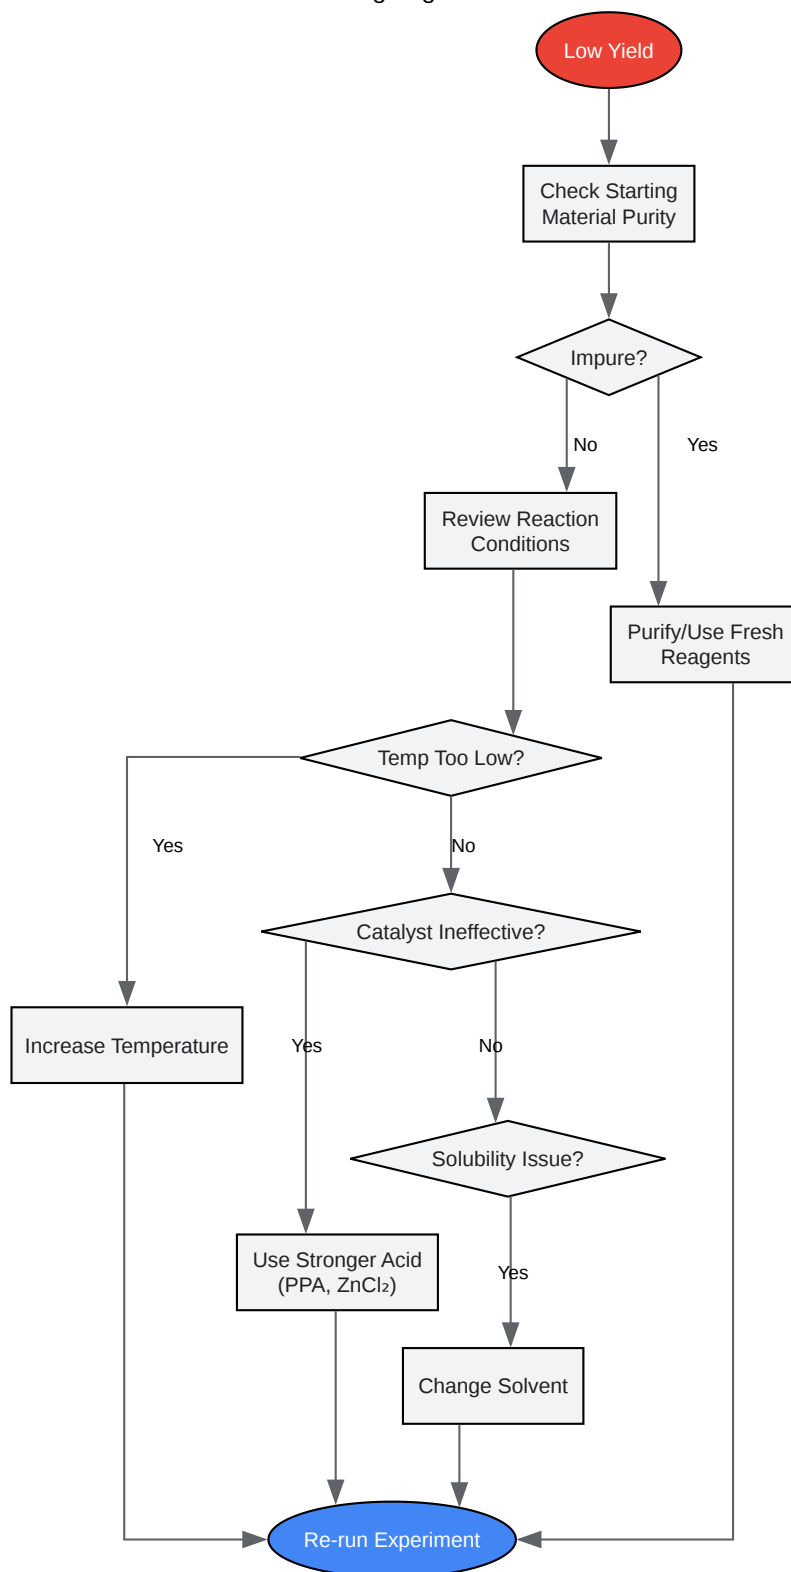 Low Yield
Check Starting
Material Purity
Impure?
No
Yes
Review Reaction
Conditions
Purify/Use Fresh
Reagents
Temp Too Low?
Yes
No
Catalyst Ineffective?
Increase Temperature
Yes
No
Solubility Issue?
Use Stronger Acid
(PPA, ZnCl₂)
Yes
Change Solvent
Re-run Experiment